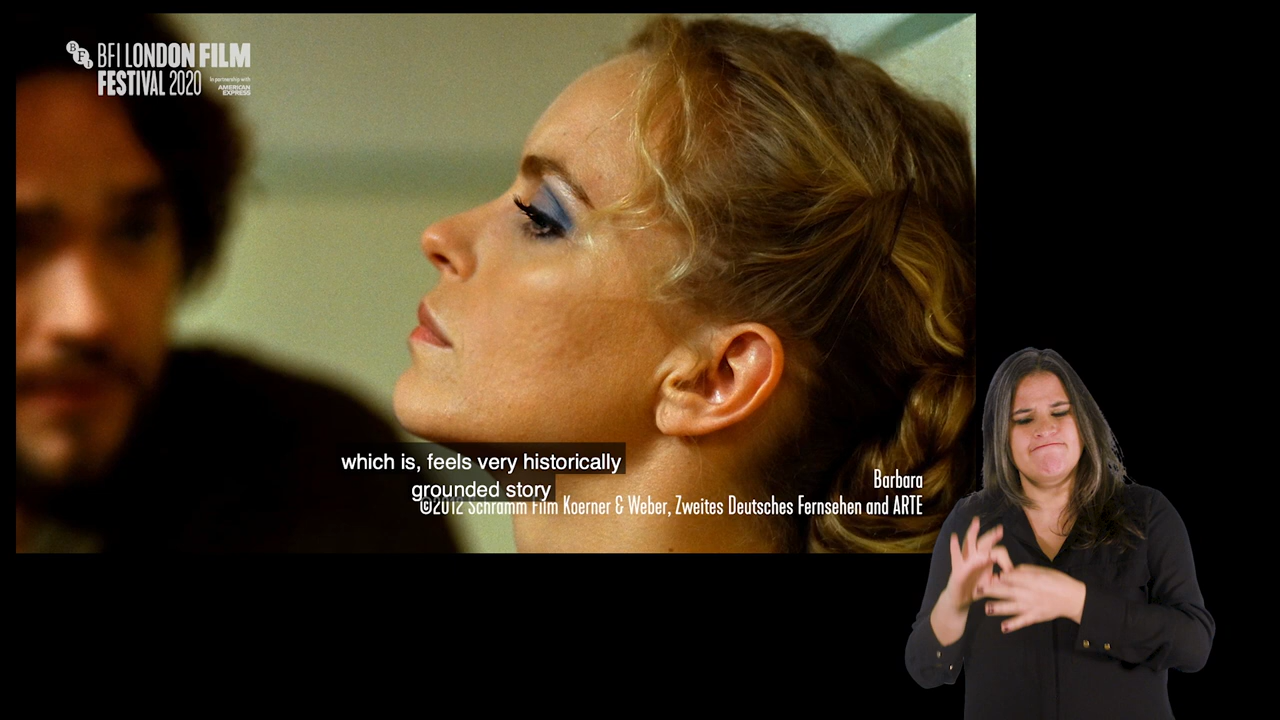 BFI
BFI LONDON FILM
FESTIVAL 2020
In partnership with
AMERICAN
EXPRESS
which is, feels very historically
grounded story
Barbara
©2012 Schramm Film Koerner & Weber, Zweites Deutsches Fernsehen and ARTE